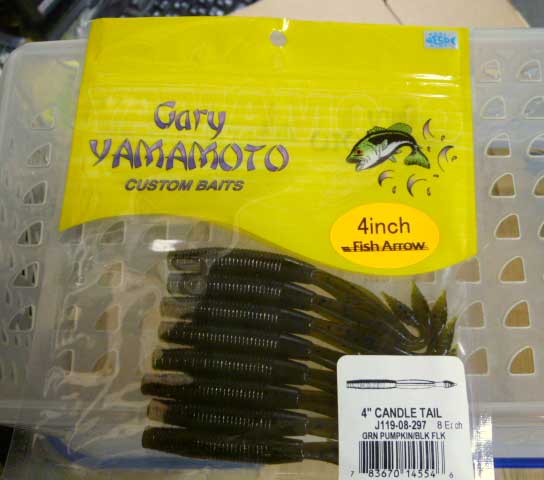 Gary
YAMAMOTO
CUSTOM BAITS
4inch
Fish Arrow
4" CANDLE TAIL
J119-08-297 8 Each
GRN PUMPKIN/BLK FLK
7 83670 14554 6